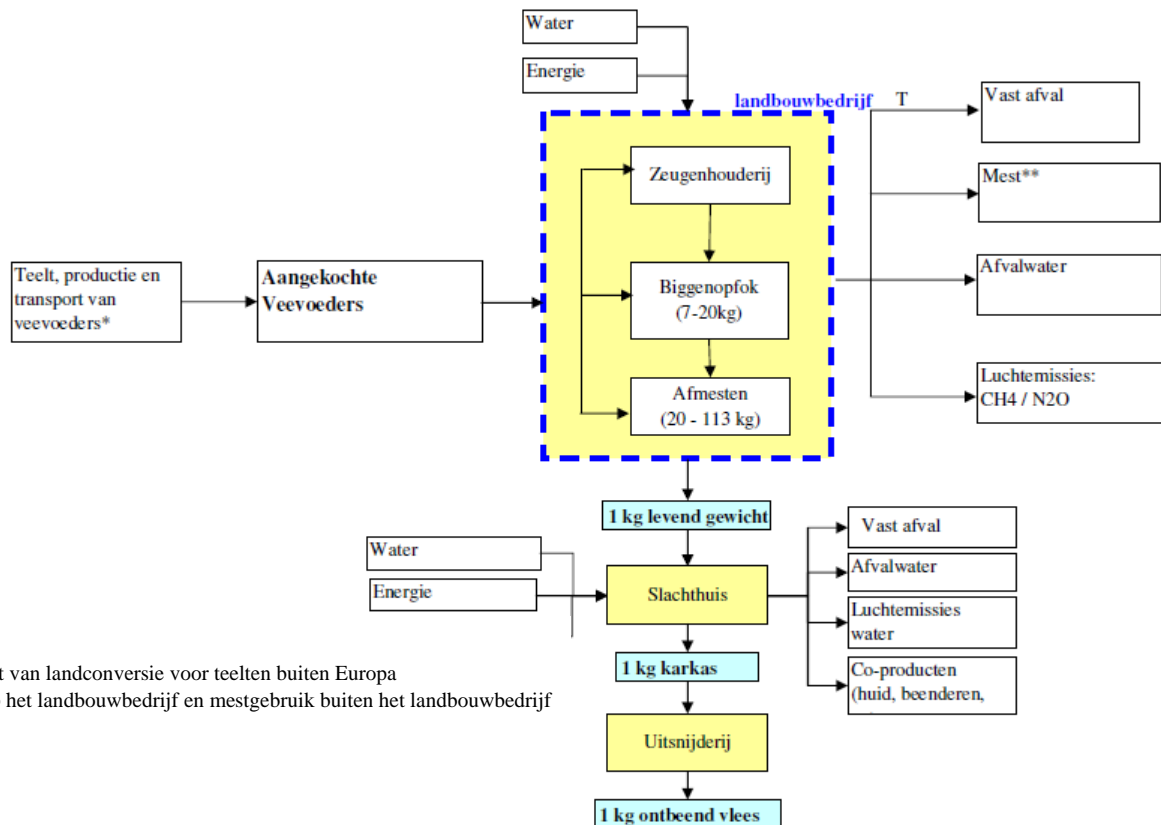 Water
Energie
landbouwbedrijf
T
Vast afval
Zeugenhouderij
Mest**
Teelt, productie en
transport van
veevoeders*
Aangekochte
Veevoeders
Biggenopfok
(7-20kg)
Afvalwater
Afmesten
(20 - 113 kg)
Luchtemissies:
CH4 / N2O
1 kg levend gewicht
Water
Energie
Slachthuis
Vast afval
Afvalwater
Luchtemissies
water
Co-producten
(huid, beenderen,
1 kg karkas
van landconversie voor teelten buiten Europa
het landbouwbedrijf en mestgebruik buiten het landbouwbedrijf
Uitsnijderij
1 kg ontbeend vlees